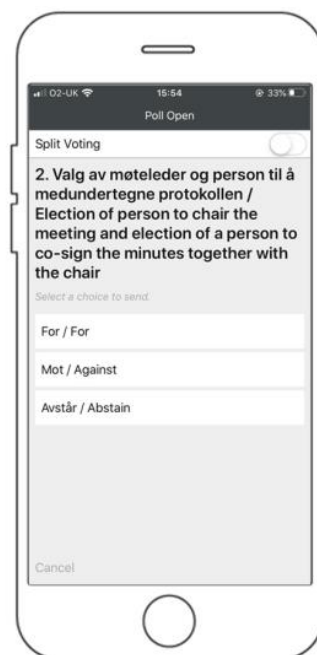 O2-UK 15:54 33%
Poll Open
Split Voting
2. Valg av møteleder og person til å
medundertegne protokollen /
Election of person to chair the
meeting and election of a person to
co-sign the minutes together with
the chair
Select a choice to send.
For / For
Mot / Against
Avstår / Abstain
Cancel